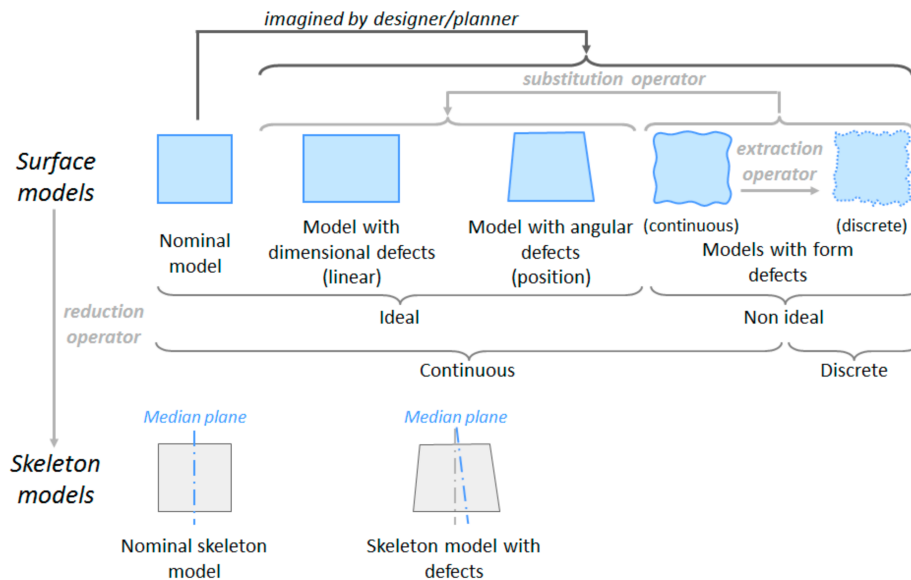 imagined by designer/planner
substitution operator
Surface
models
extraction
operator
Nominal
model
Model with
dimensional defects
(linear)
Model with angular
defects
(position)
(continuous)
(discrete)
Models with form
defects
reduction
operator
Ideal
Non ideal
Continuous
Discrete
Median plane
Median plane
Skeleton
models
Nominal skeleton
model
Skeleton model with
defects